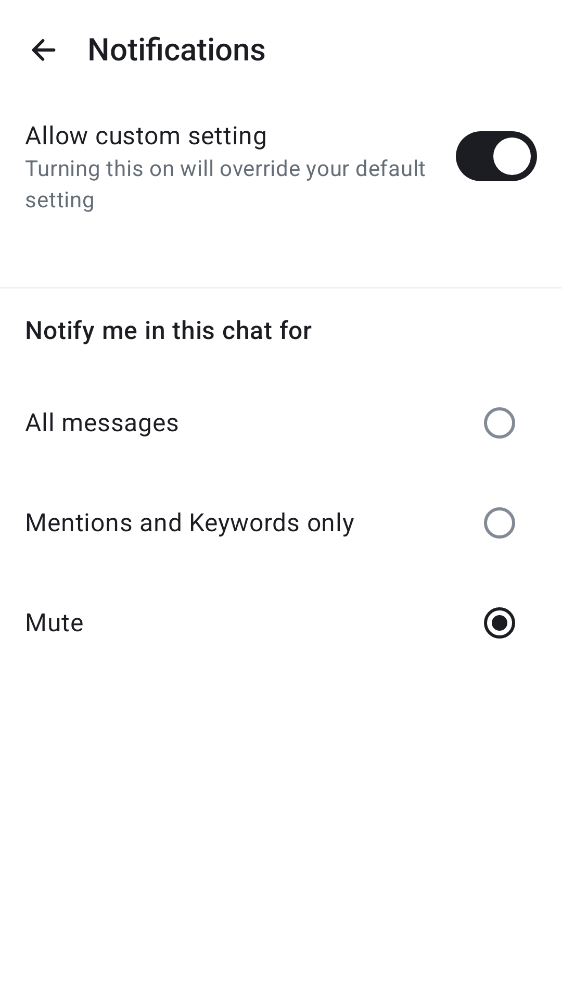 Notifications
Allow custom setting
Turning this on will override your default
setting
Notify me in this chat for
All messages
Mentions and Keywords only
Mute